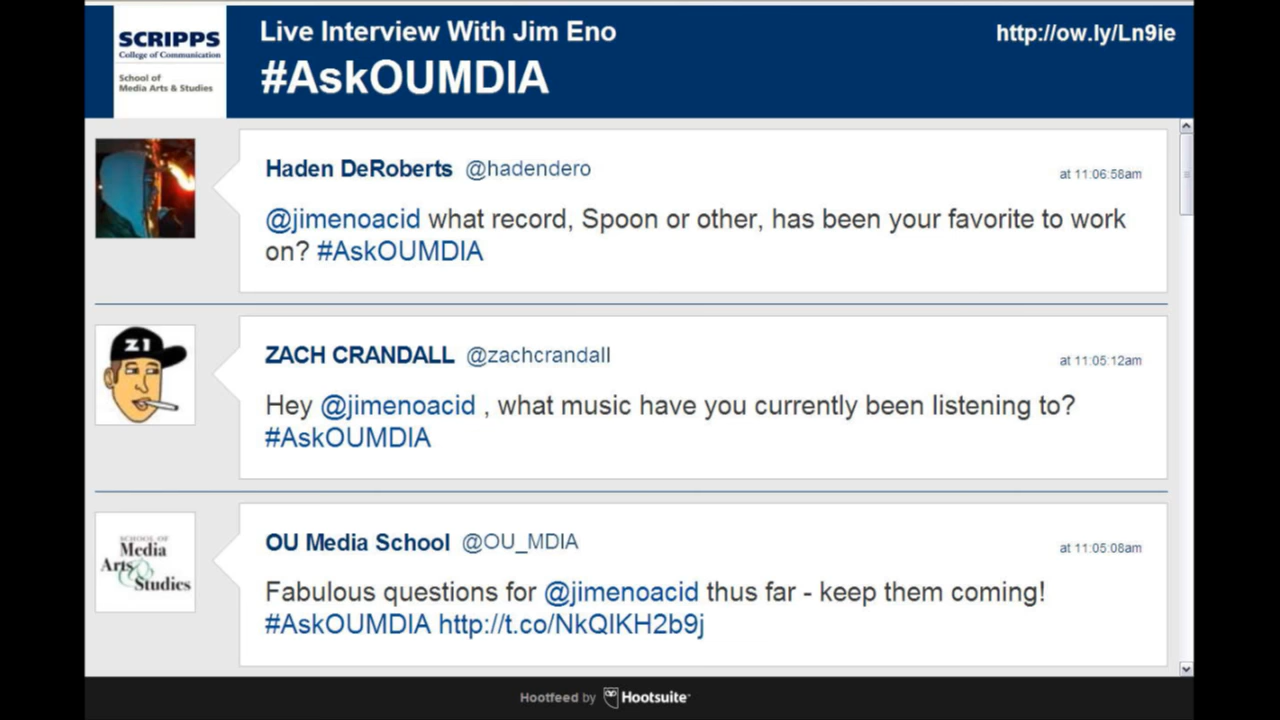 SCRIPPS
College of Communication
School of
Media Arts & Studies
Live Interview With Jim Eno
#AskOUMDIA
http://ow.ly/Ln9ie
Haden DeRoberts @hadendero
at 11:06:58am
@jimenoacid what record, Spoon or other, has been your favorite to work
on? #AskOUMDIA
Z1
ZACH CRANDALL @zachcrandall
at 11:05:12am
Hey @jimenoacid , what music have you currently been listening to?
#AskOUMDIA
SCHOOL OF
Media
Arts &
Studies
OU Media School @OU_MDIA
at 11:05:08am
Fabulous questions for @jimenoacid thus far - keep them coming!
#AskOUMDIA http://t.co/NkQIKH2b9j
Hootfeed by Hootsuite